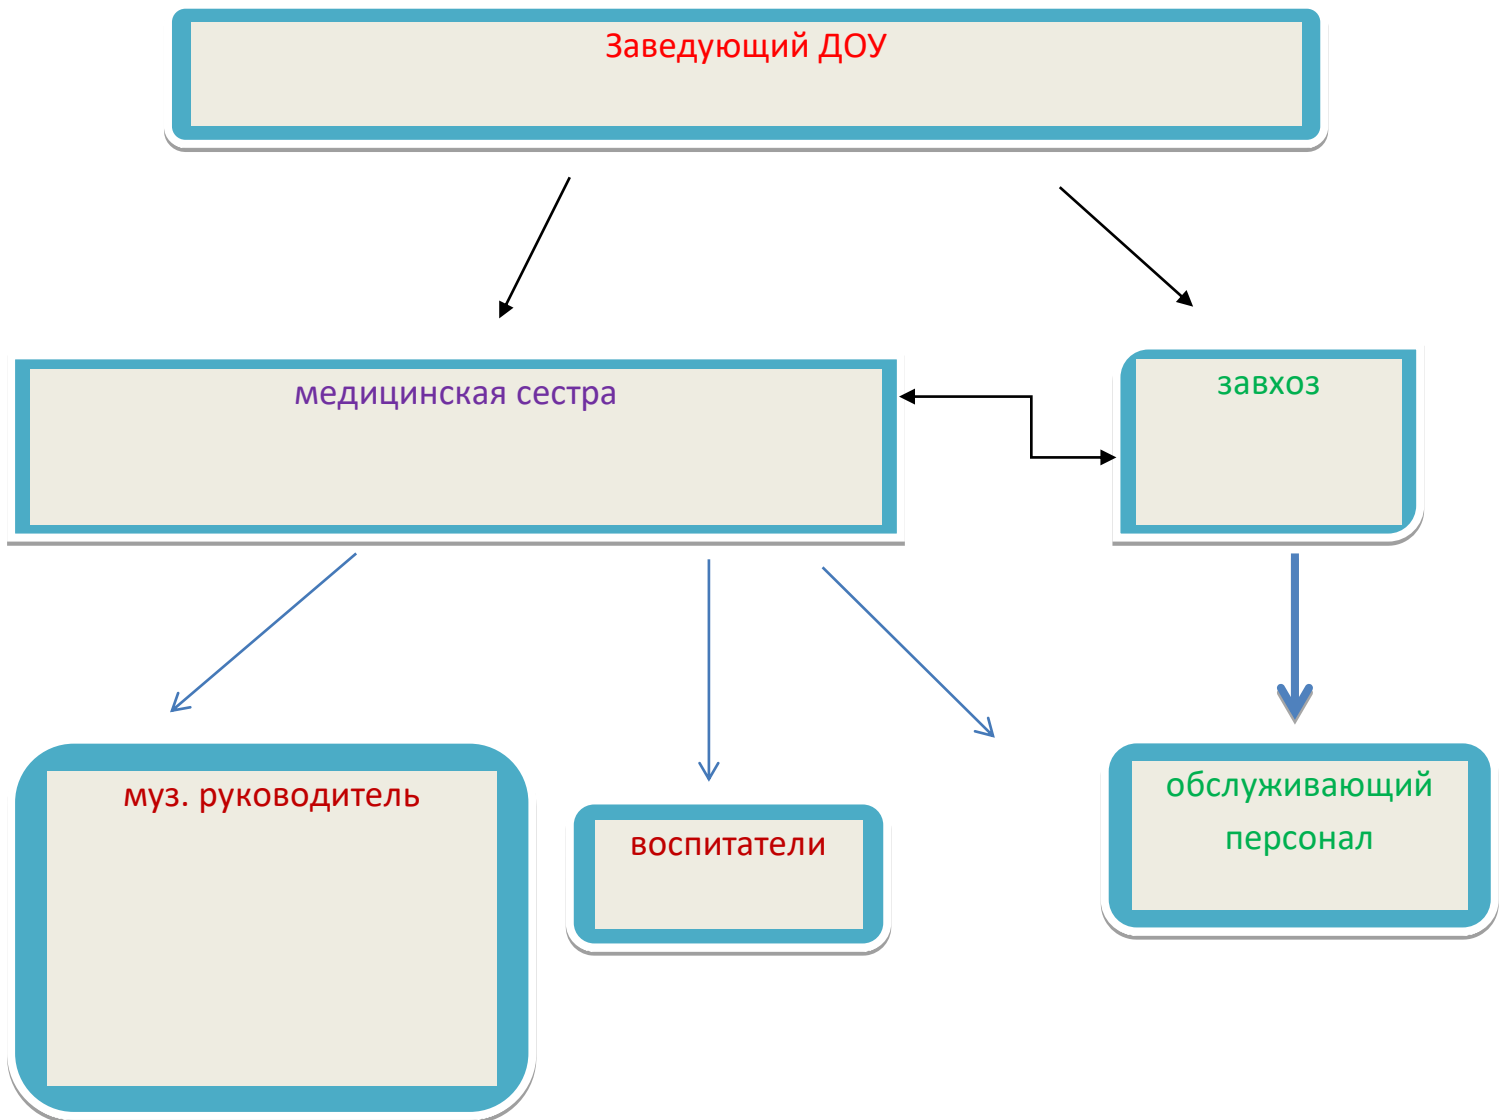 Заведующий ДОУ
медицинская сестра
завхоз
муз. руководитель
воспитатели
обслуживающий
персонал